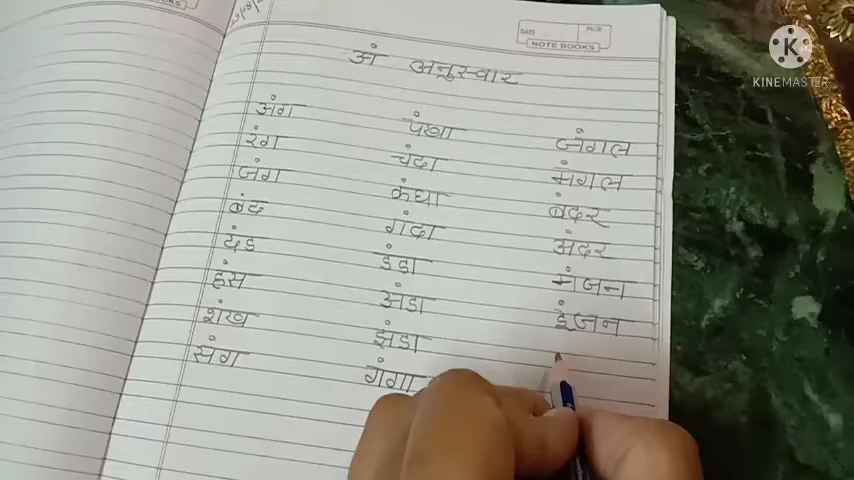 DATE PAGE
NOTE BOOKS
KINEMASTER
अं अनुस्वार
अंग पंखा जंगल
रंग चंदा मंगल
जंग कंघा बंदर
बंद गंदा अंदर
दंड डंडा मंजन
हंस अंडा इंजन
शंख झंडा
संग गंगा